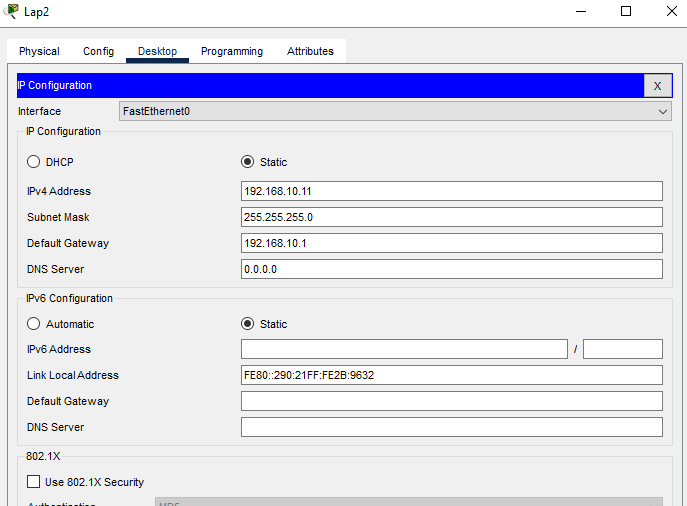 Lap2
Physical Config Desktop Programming Attributes
IP Configuration X
Interface FastEthernet0
IP Configuration
DHCP Static
IPv4 Address 192.168.10.11
Subnet Mask 255.255.255.0
Default Gateway 192.168.10.1
DNS Server 0.0.0.0
IPv6 Configuration
Automatic Static
IPv6 Address /
Link Local Address FE80::290:21FF:FE2B:9632
Default Gateway
DNS Server
802.1X
Use 802.1X Security
Authentication MD5